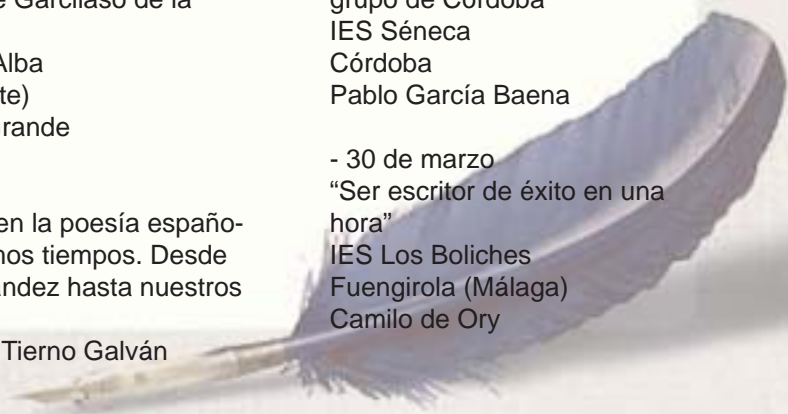 e Garcilaso de la
Alba
te)
rande
en la poesía españo-
nos tiempos. Desde
ández hasta nuestros
Tierno Galván
grupo de Córdoba
IES Séneca
Córdoba
Pablo García Baena
- 30 de marzo
“Ser escritor de éxito en una
hora”
IES Los Boliches
Fuengirola (Málaga)
Camilo de Ory